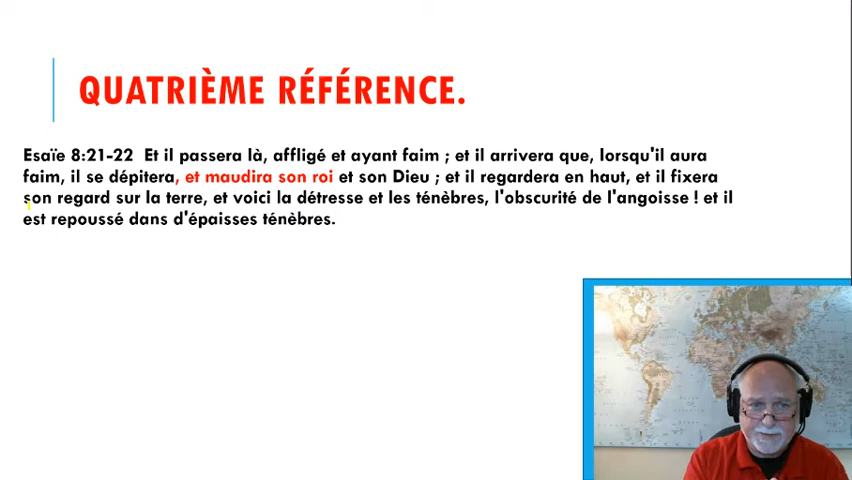 QUATRIÈME RÉFÉRENCE.
Esaïe 8:21-22 Et il passera là, affligé et ayant faim ; et il arrivera que, lorsqu'il aura
faim, il se dépitera, et maudira son roi et son Dieu ; et il regardera en haut, et il fixera
son regard sur la terre, et voici la détresse et les ténèbres, l'obscurité de l'angoisse ! et il
est repoussé dans d'épaisses ténèbres.